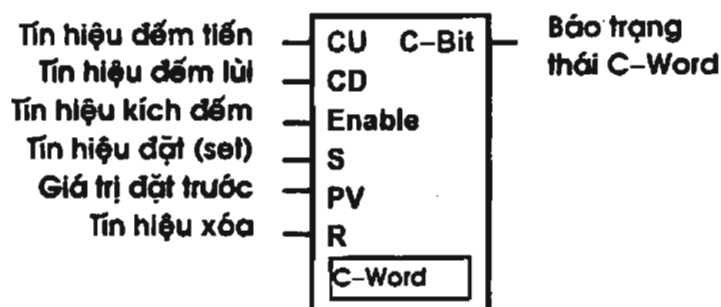 Tín hiệu đếm tiến
Tín hiệu đếm lùi
Tín hiệu kích đếm
Tín hiệu đặt (set)
Giá trị đặt trước
Tín hiệu xóa
CU C–Bit
CD
Enable
S
PV
R
C–Word
Báo trạng
thái C–Word